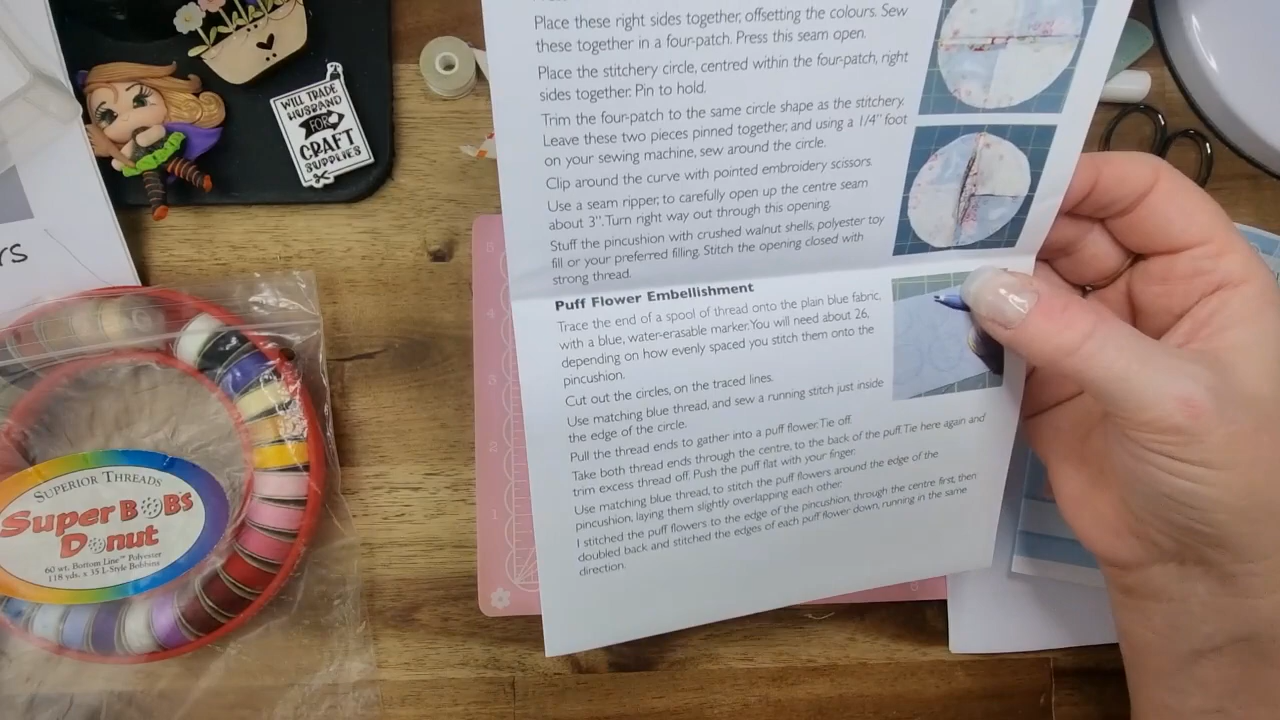 Place these right sides together, offsetting the colours. Sew
these together in a four-patch. Press this seam open.
Place the stitchery circle, centred within the four-patch, right
sides together. Pin to hold.
Trim the four-patch to the same circle shape as the stitchery.
Leave these two pieces pinned together, and using a 1/4" foot
on your sewing machine, sew around the circle.
Clip around the curve with pointed embroidery scissors.
Use a seam ripper, to carefully open up the centre seam
about 3". Turn right way out through this opening.
Stuff the pincushion with crushed walnut shells, polyester toy
fill or your preferred filling. Stitch the opening closed with
strong thread.
Puff Flower Embellishment
Trace the end of a spool of thread onto the plain blue fabric,
with a blue, water-erasable marker. You will need about 26,
depending on how evenly spaced you stitch them onto the
pincushion.
Cut out the circles, on the traced lines.
Use matching blue thread, and sew a running stitch just inside
the edge of the circle.
Pull the thread ends to gather into a puff flower. Tie off.
Take both thread ends through the centre, to the back of the puff. Tie here again and
trim excess thread off. Push the puff flat with your finger.
Use matching blue thread, to stitch the puff flowers around the edge of the
pincushion, laying them slightly overlapping each other.
I stitched the puff flowers to the edge of the pincushion, through the centre first, then
doubled back and stitched the edges of each puff flower down, running in the same
direction.
WILL TRADE
HUSBAND
FOR
CRAFT
SUPPLIES
rs
SUPERIOR THREADS
Super BOBs
Donut
60 wt. Bottom Line™ Polyester
118 yds. x 35 L-Style Bobbins
5
4
3
2
1